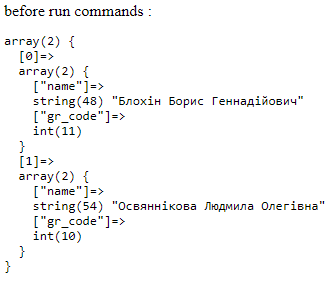 before run commands :
array(2) {
  [0]=>
  array(2) {
    ["name"]=>
    string(48) "Блохін Борис Геннадійович"
    ["gr_code"]=>
    int(11)
  }
  [1]=>
  array(2) {
    ["name"]=>
    string(54) "Освяннікова Людмила Олегівна"
    ["gr_code"]=>
    int(10)
  }
}